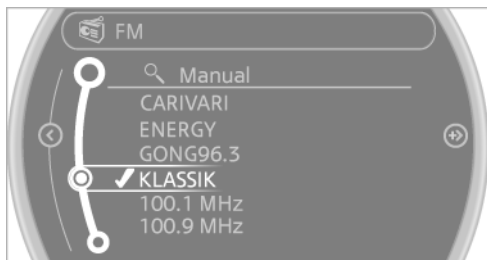 FM
Manual
CARIVARI
ENERGY
GONG96.3
KLASSIK
100.1 MHz
100.9 MHz